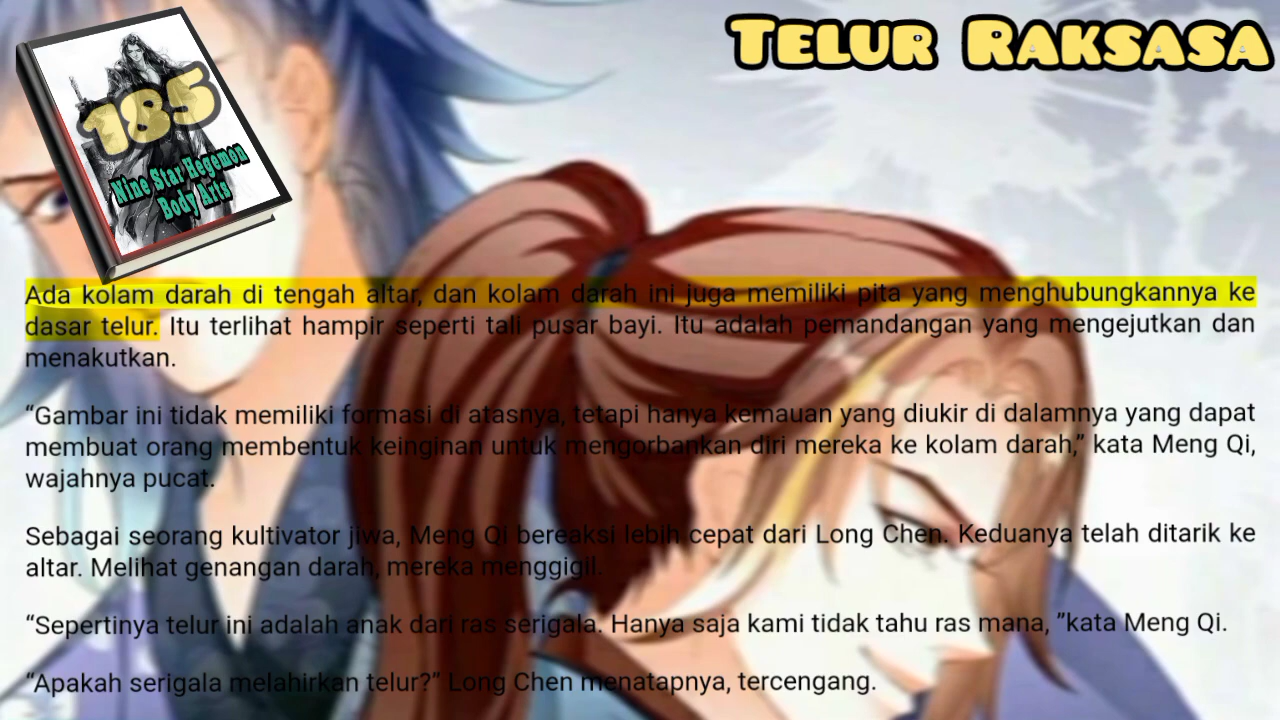 Telur Raksasa
185
Nine Star Hegemon
Body Arts
Ada kolam darah di tengah altar, dan kolam darah ini juga memiliki pita yang menghubungkannya ke
dasar telur. Itu terlihat hampir seperti tali pusar bayi. Itu adalah pemandangan yang mengejutkan dan
menakutkan.
“Gambar ini tidak memiliki formasi di atasnya, tetapi hanya kemauan yang diukir di dalamnya yang dapat
membuat orang membentuk keinginan untuk mengorbankan diri mereka ke kolam darah,” kata Meng Qi,
wajahnya pucat.
Sebagai seorang kultivator jiwa, Meng Qi bereaksi lebih cepat dari Long Chen. Keduanya telah ditarik ke
altar. Melihat genangan darah, mereka menggigil.
“Sepertinya telur ini adalah anak dari ras serigala. Hanya saja kami tidak tahu ras mana, ”kata Meng Qi.
“Apakah serigala melahirkan telur?” Long Chen menatapnya, tercengang.